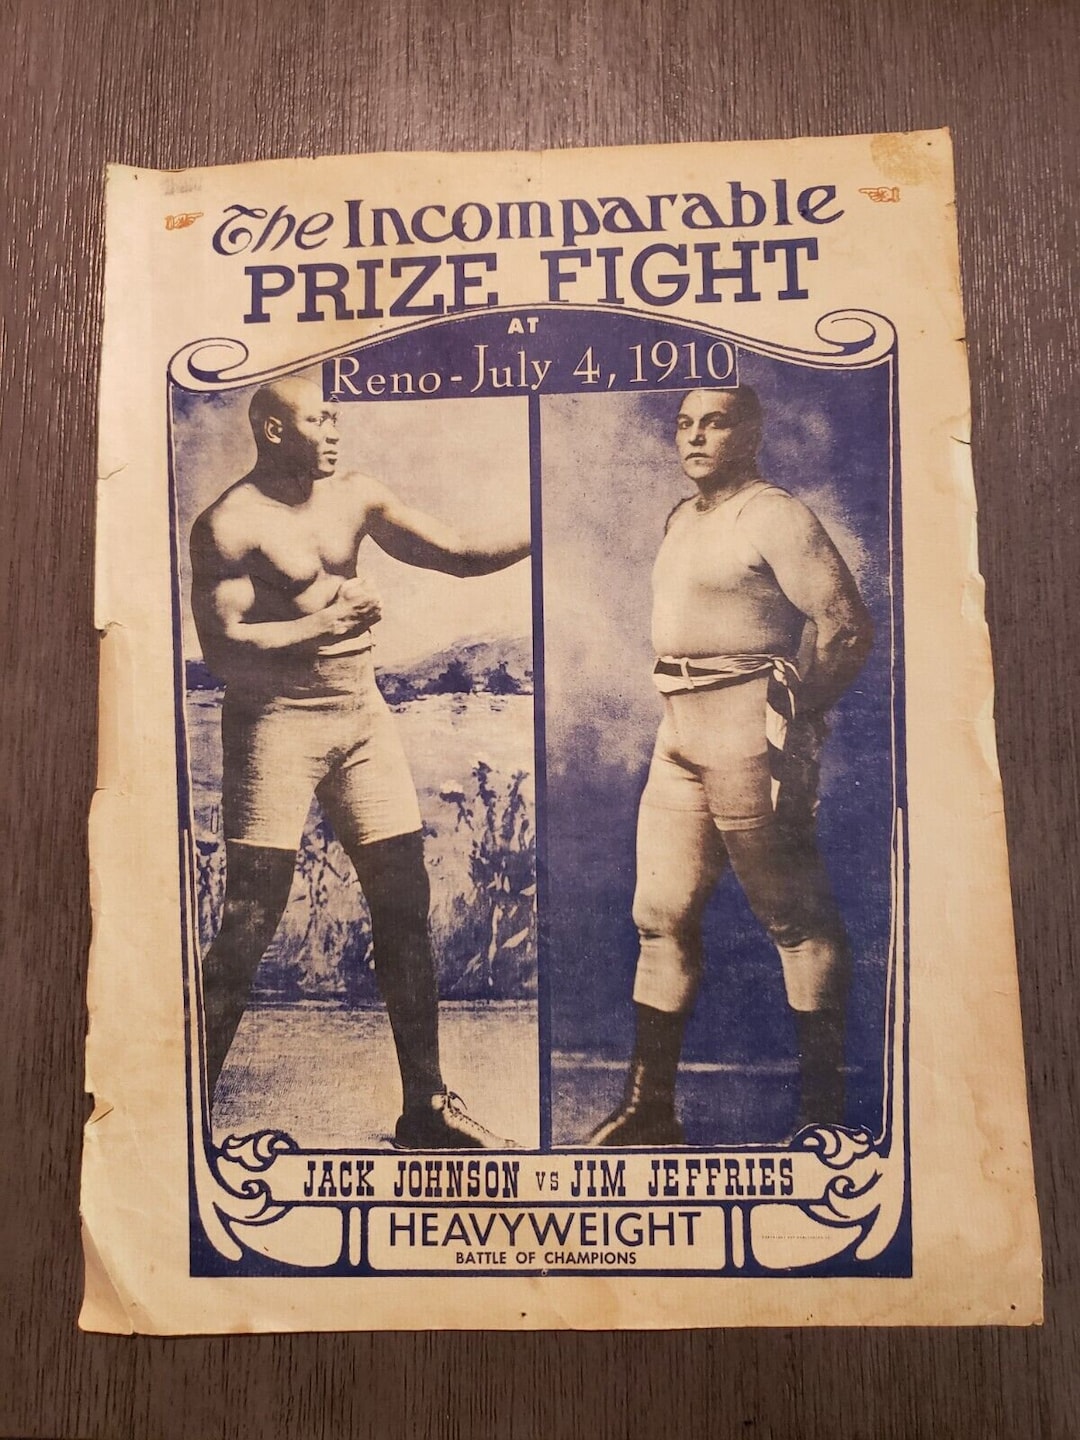 The Incomparable
PRIZE FIGHT
AT
Reno - July 4, 1910
JACK JOHNSON VS JIM JEFFRIES
HEAVYWEIGHT
BATTLE OF CHAMPIONS